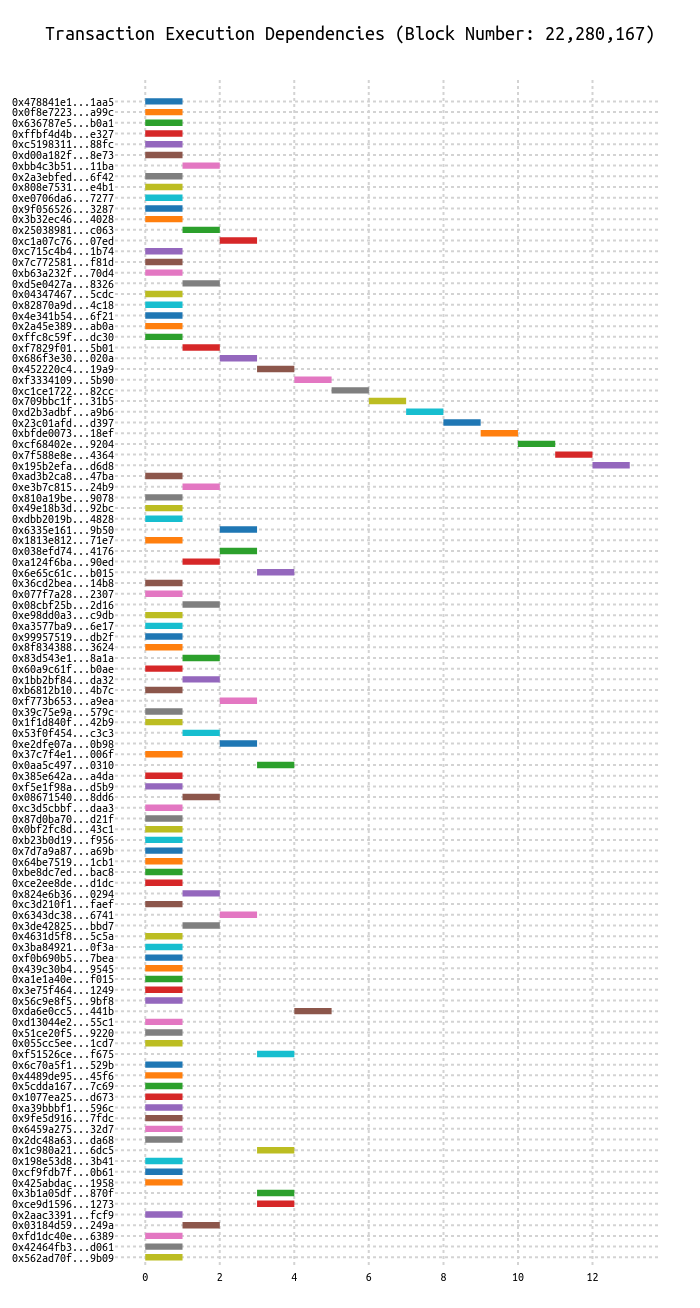 Transaction Execution Dependencies (Block Number: 22,280,167)
0x478841e1...1aa5
0x0f8e7223...a99c
0x636787e5...b0a1
0xffbf4d4b...e327
0xc5198311...88fc
0xd00a182f...8e73
0xbb4c3b51...11ba
0x2a3ebfed...6f42
0x808e7531...e4b1
0xe0706da6...7277
0x9f056526...3287
0x3b32ec46...4028
0x25038981...c063
0xc1a07c76...07ed
0xc715c4b4...1b74
0x7c772581...f81d
0xb63a232f...70d4
0xd5e0427a...8326
0x04347467...5cdc
0x82870a9d...4c18
0x4e341b54...6f21
0x2a45e389...ab0a
0xffc8c59f...dc30
0xf7829f01...5b01
0x686f3e30...020a
0x452220c4...19a9
0xf3334109...5b90
0xc1ce1722...82cc
0x709bbc1f...31b5
0xd2b3adbf...a9b6
0x23c01afd...d397
0xbfde0073...18ef
0xcf68402e...9204
0x7f588e8e...4364
0x195b2efa...d6d8
0xad3b2ca8...47ba
0xe3b7c815...24b9
0x810a19be...9078
0x49e18b3d...92bc
0xdbb2019b...4828
0x6335e161...9b50
0x1813e812...71e7
0x038efd74...4176
0xa124f6ba...90ed
0x6e65c61c...b015
0x36cd2bea...14b8
0x077f7a28...2307
0x08cbf25b...2d16
0xe98dd0a3...c9db
0xa3577ba9...6e17
0x99957519...db2f
0x8f834388...3624
0x83d543e1...8a1a
0x60a9c61f...b0ae
0x1bb2bf84...da32
0xb6812b10...4b7c
0xf773b653...a9ea
0x39c75e9a...579c
0x1f1d840f...42b9
0x53f0f454...c3c3
0xe2dfe07a...0b98
0x37c7f4e1...006f
0x0aa5c497...0310
0x385e642a...a4da
0xf5e1f98a...d5b9
0x08671540...8dd6
0xc3d5cbbf...daa3
0x87d0ba70...d21f
0x0bf2fc8d...43c1
0xb23b0d19...f956
0x7d7a9a87...a69b
0x64be7519...1cb1
0xbe8dc7ed...bac8
0xce2ee8de...d1dc
0x824e6b36...0294
0xc3d210f1...faef
0x6343dc38...6741
0x3de42825...bbd7
0x4631d5f8...5c5a
0x3ba84921...0f3a
0xf0b690b5...7bea
0x439c30b4...9545
0xa1e1a40e...f015
0x3e75f464...1249
0x56c9e8f5...9bf8
0xda6e0cc5...441b
0xd13044e2...55c1
0x51ce20f5...9220
0x055cc5ee...1cd7
0xf51526ce...f675
0x6c70a5f1...529b
0x4489de95...45f6
0x5cdda167...7c69
0x1077ea25...d673
0xa39bbbf1...596c
0x9fe5d916...7fdc
0x6459a275...32d7
0x2dc48a63...da68
0x1c980a21...6dc5
0x198e53d8...3b41
0xcf9fdb7f...0b61
0x425abdac...1958
0x3b1a05df...870f
0xce9d1596...1273
0x2aac3391...fcf9
0x03184d59...249a
0xfd1dc40e...6389
0x42464fb3...d061
0x562ad70f...9b09
0 2 4 6 8 10 12